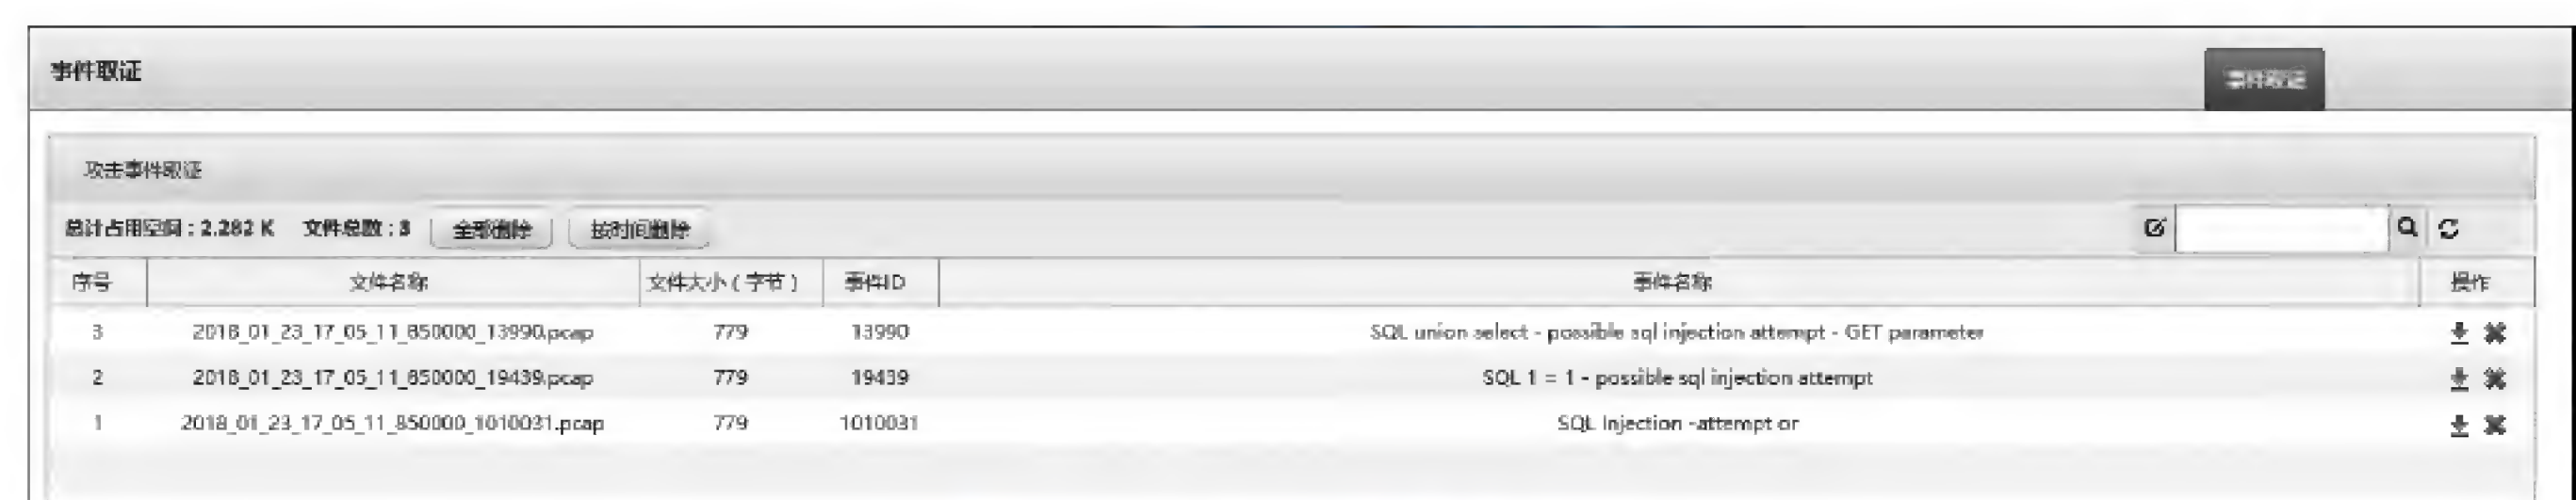 事件取证
事件取证
攻击事件取证
总计占用空间：2.282 K 文件总数：3 全部删除 按时间删除
序号 文件名称 文件大小（字节） 事件ID 事件名称 操作
3 2018_01_23_17_05_11_850000_13990.pcap 779 13990 SQL union select - possible sql injection attempt - GET parameter
2 2018_01_23_17_05_11_850000_19439.pcap 779 19439 SQL 1 = 1 - possible sql injection attempt
1 2018_01_23_17_05_11_850000_1010031.pcap 779 1010031 SQL Injection -attempt or